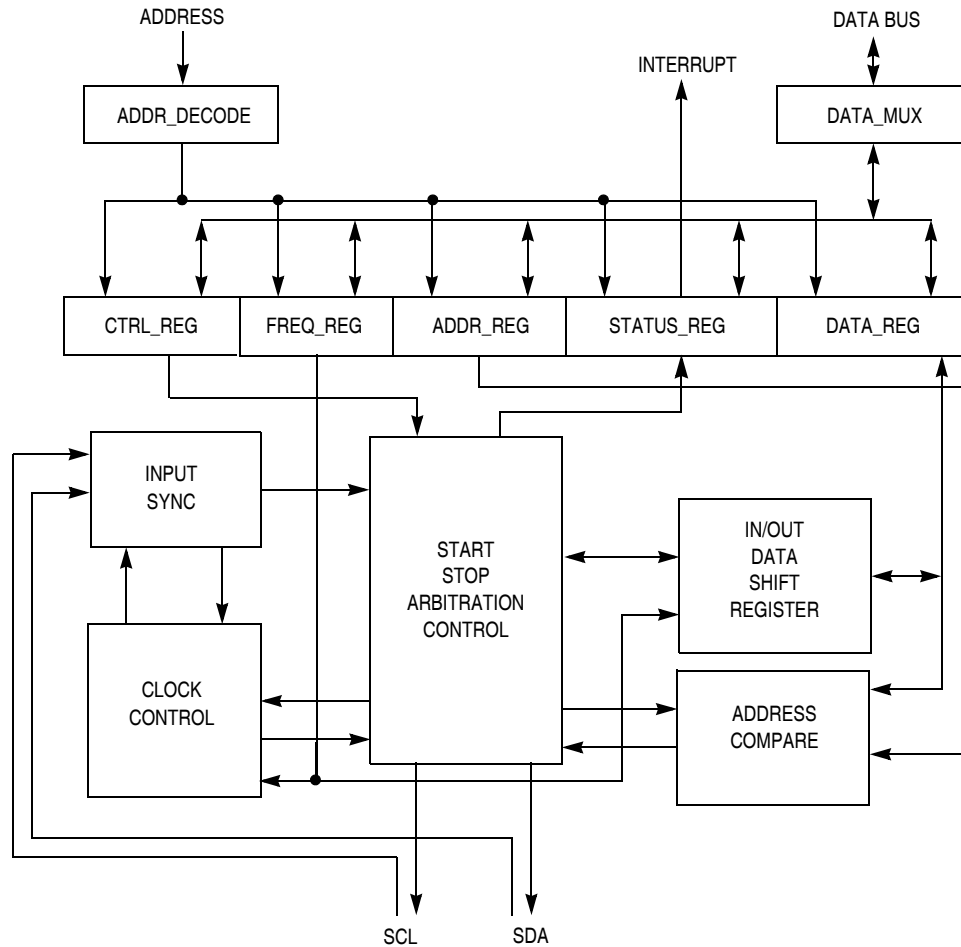 ADDRESS
DATA BUS
INTERRUPT
ADDR_DECODE
DATA_MUX
CTRL_REG
FREQ_REG
ADDR_REG
STATUS_REG
DATA_REG
INPUT
SYNC
START
STOP
ARBITRATION
CONTROL
IN/OUT
DATA
SHIFT
REGISTER
CLOCK
CONTROL
ADDRESS
COMPARE
SCL
SDA